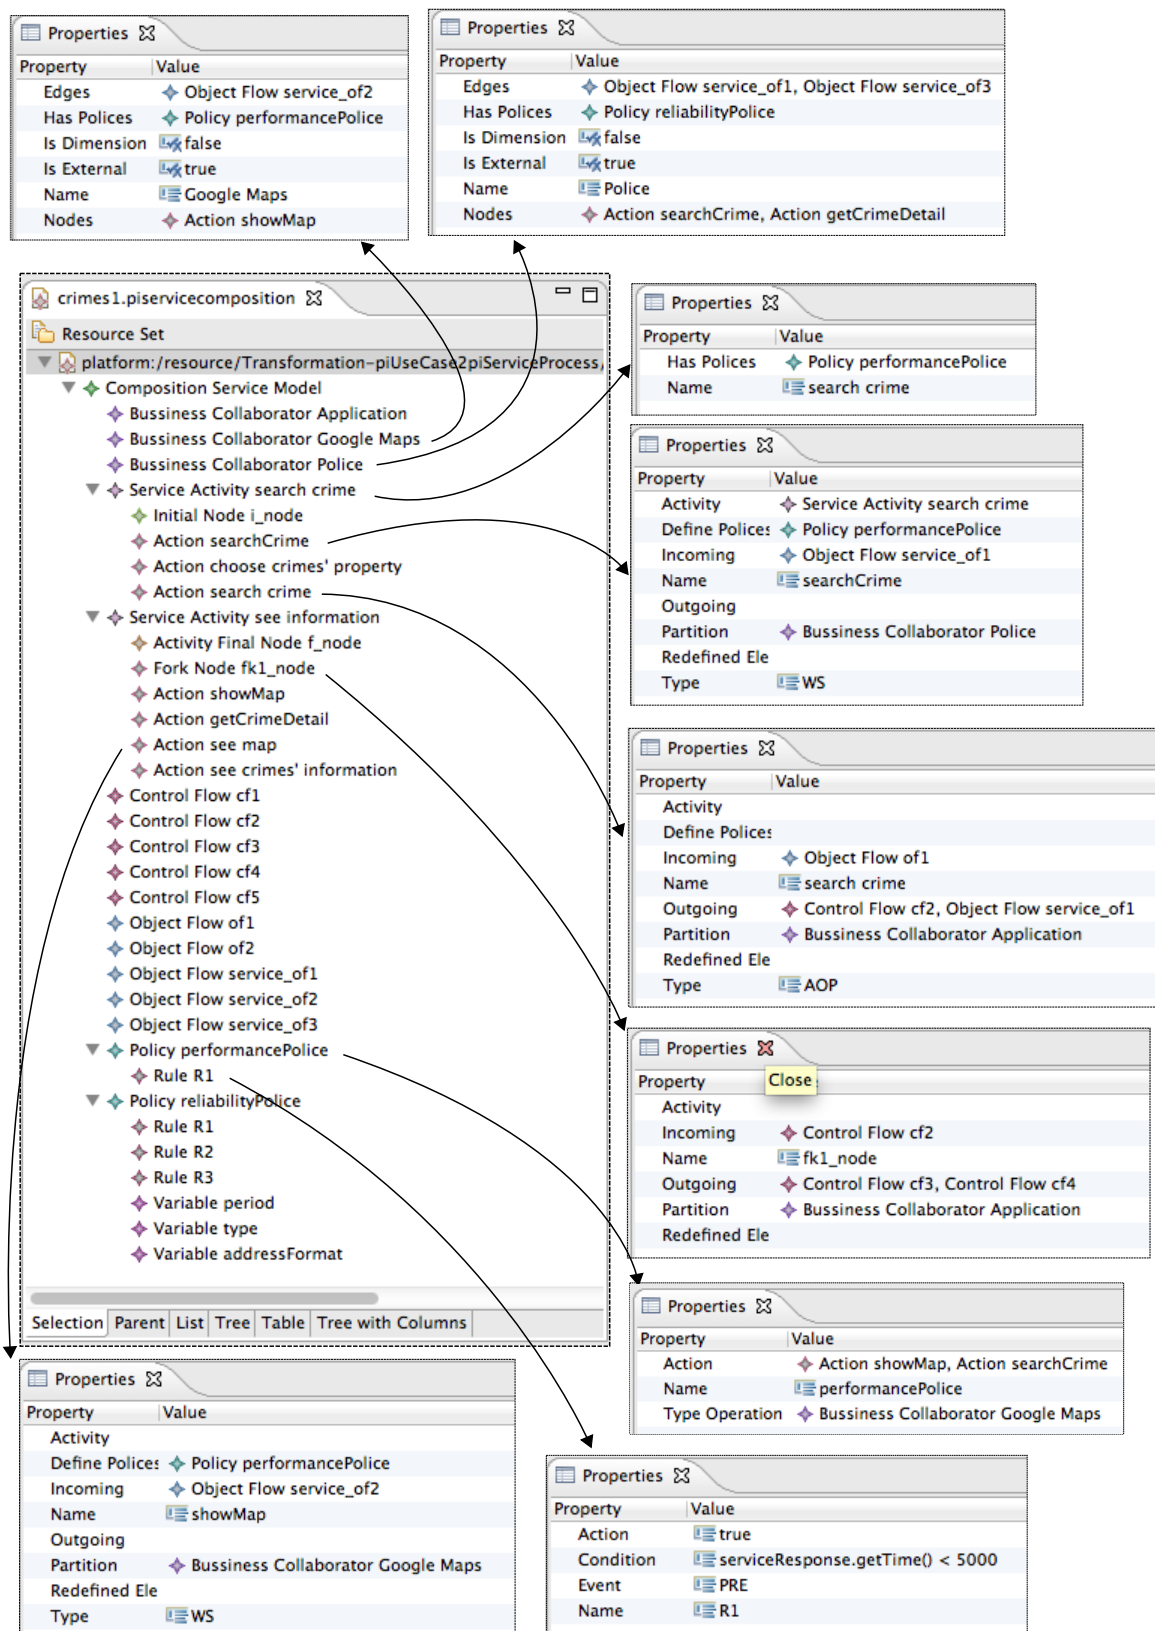 Properties
Property Value
Edges Object Flow service_of2
Has Polices Policy performancePolice
Is Dimension false
Is External true
Name Google Maps
Nodes Action showMap
Properties
Property Value
Edges Object Flow service_of1, Object Flow service_of3
Has Polices Policy reliabilityPolice
Is Dimension false
Is External true
Name Police
Nodes Action searchCrime, Action getCrimeDetail
crimes1.piservicecomposition
Resource Set
platform:/resource/Transformation-piUseCase2piServiceProcess/
Composition Service Model
Bussiness Collaborator Application
Bussiness Collaborator Google Maps
Bussiness Collaborator Police
Service Activity search crime
Initial Node i_node
Action searchCrime
Action choose crimes' property
Action search crime
Service Activity see information
Activity Final Node f_node
Fork Node fk1_node
Action showMap
Action getCrimeDetail
Action see map
Action see crimes' information
Control Flow cf1
Control Flow cf2
Control Flow cf3
Control Flow cf4
Control Flow cf5
Object Flow of1
Object Flow of2
Object Flow service_of1
Object Flow service_of2
Object Flow service_of3
Policy performancePolice
Rule R1
Policy reliabilityPolice
Rule R1
Rule R2
Rule R3
Variable period
Variable type
Variable addressFormat
Selection Parent List Tree Table Tree with Columns
Properties
Property Value
Has Polices Policy performancePolice
Name search crime
Properties
Property Value
Activity Service Activity search crime
Define Polices Policy performancePolice
Incoming Object Flow service_of1
Name searchCrime
Outgoing
Partition Bussiness Collaborator Police
Redefined Ele
Type WS
Properties
Property Value
Activity
Define Polices
Incoming Object Flow of1
Name search crime
Outgoing Control Flow cf2, Object Flow service_of1
Partition Bussiness Collaborator Application
Redefined Ele
Type AOP
Properties
Property Close
Activity
Incoming Control Flow cf2
Name fk1_node
Outgoing Control Flow cf3, Control Flow cf4
Partition Bussiness Collaborator Application
Redefined Ele
Properties
Property Value
Action Action showMap, Action searchCrime
Name performancePolice
Type Operation Bussiness Collaborator Google Maps
Properties
Property Value
Activity
Define Polices Policy performancePolice
Incoming Object Flow service_of2
Name showMap
Outgoing
Partition Bussiness Collaborator Google Maps
Redefined Ele
Type WS
Properties
Property Value
Action true
Condition serviceResponse.getTime() < 5000
Event PRE
Name R1